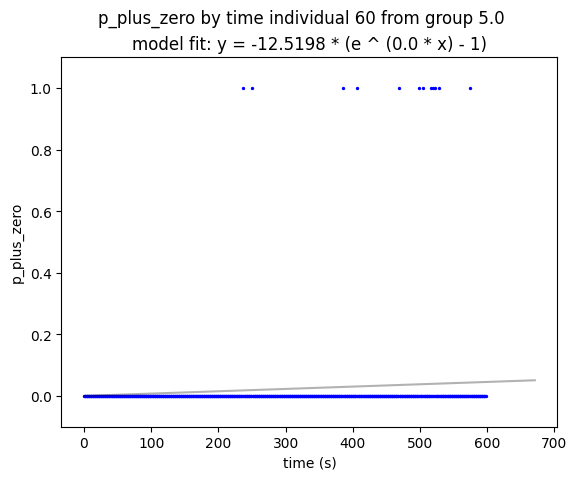 p_plus_zero by time individual 60 from group 5.0
model fit: y = -12.5198 * (e ^ (0.0 * x) - 1)
1.0
0.8
0.6
0.4
0.2
0.0
p_plus_zero
0 100 200 300 400 500 600 700
time (s)